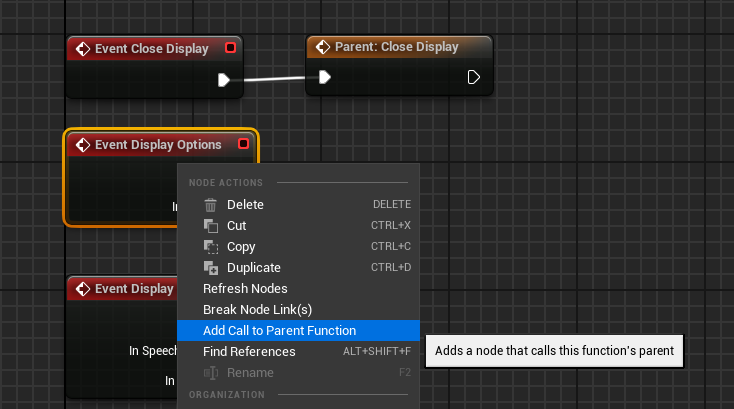 Event Close Display
Parent: Close Display
Event Display Options
In
NODE ACTIONS
Delete DELETE
Cut CTRL+X
Copy CTRL+C
Duplicate CTRL+D
Refresh Nodes
Break Node Link(s)
Event Display
Add Call to Parent Function
Adds a node that calls this function's parent
In Speech
Find References ALT+SHIFT+F
Rename F2
In
ORGANIZATION